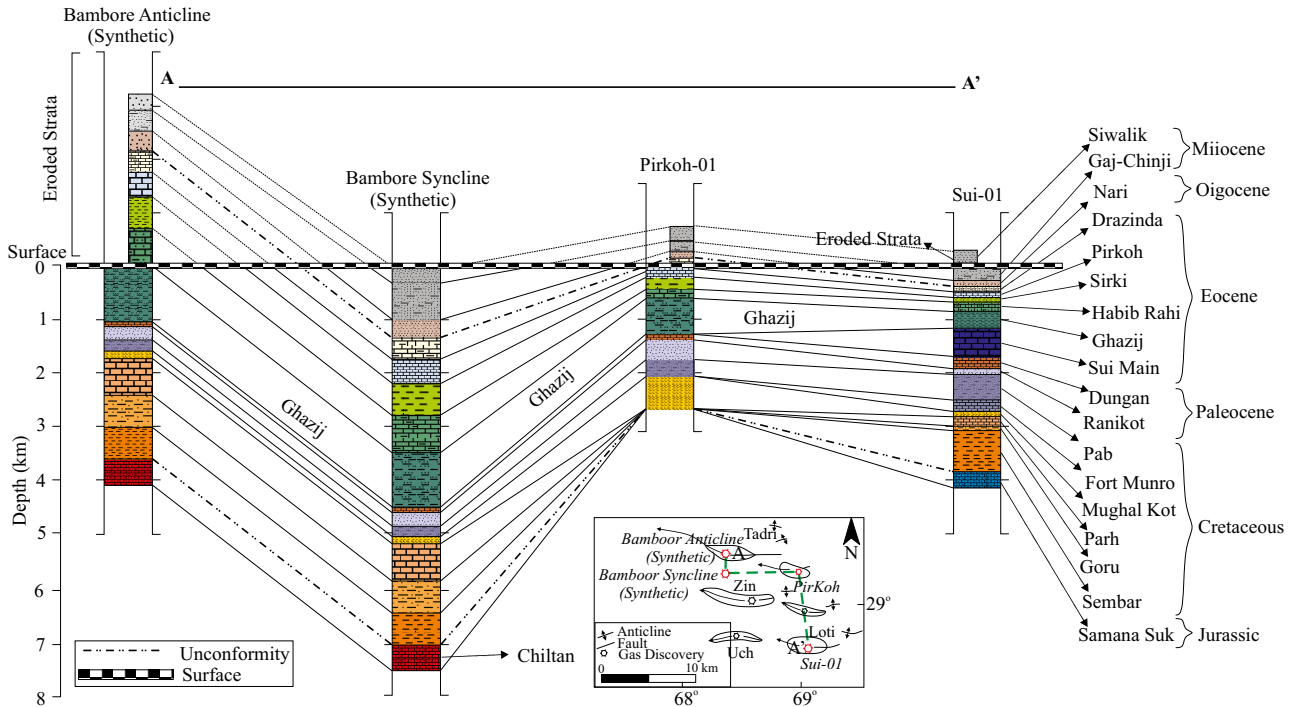 Bambore Anticline
(Synthetic)
A
A’
Eroded Strata
Bambore Syncline
(Synthetic)
Pirkoh-01
Sui-01
Eroded Strata
Surface
Siwalik
Gaj-Chinji
Miiocene
Nari
Oigocene
Drazinda
Pirkoh
Sirki
Habib Rahi
Ghazij
Sui Main
Eocene
Dungan
Ranikot
Paleocene
Pab
Fort Munro
Mughal Kot
Parh
Goru
Sembar
Cretaceous
Samana Suk
Jurassic
Depth (km)
0
1
2
3
4
5
6
7
8
Ghazij
Ghazij
Ghazij
Chiltan
Unconformity
Surface
Tadri
Bamboor Anticline
(Synthetic)
A
N
Bamboor Syncline
(Synthetic)
PirKoh
Zin
29°
Loti
Uch
A'
Sui-01
Anticline
Fault
Gas Discovery
0
10 km
68°
69°